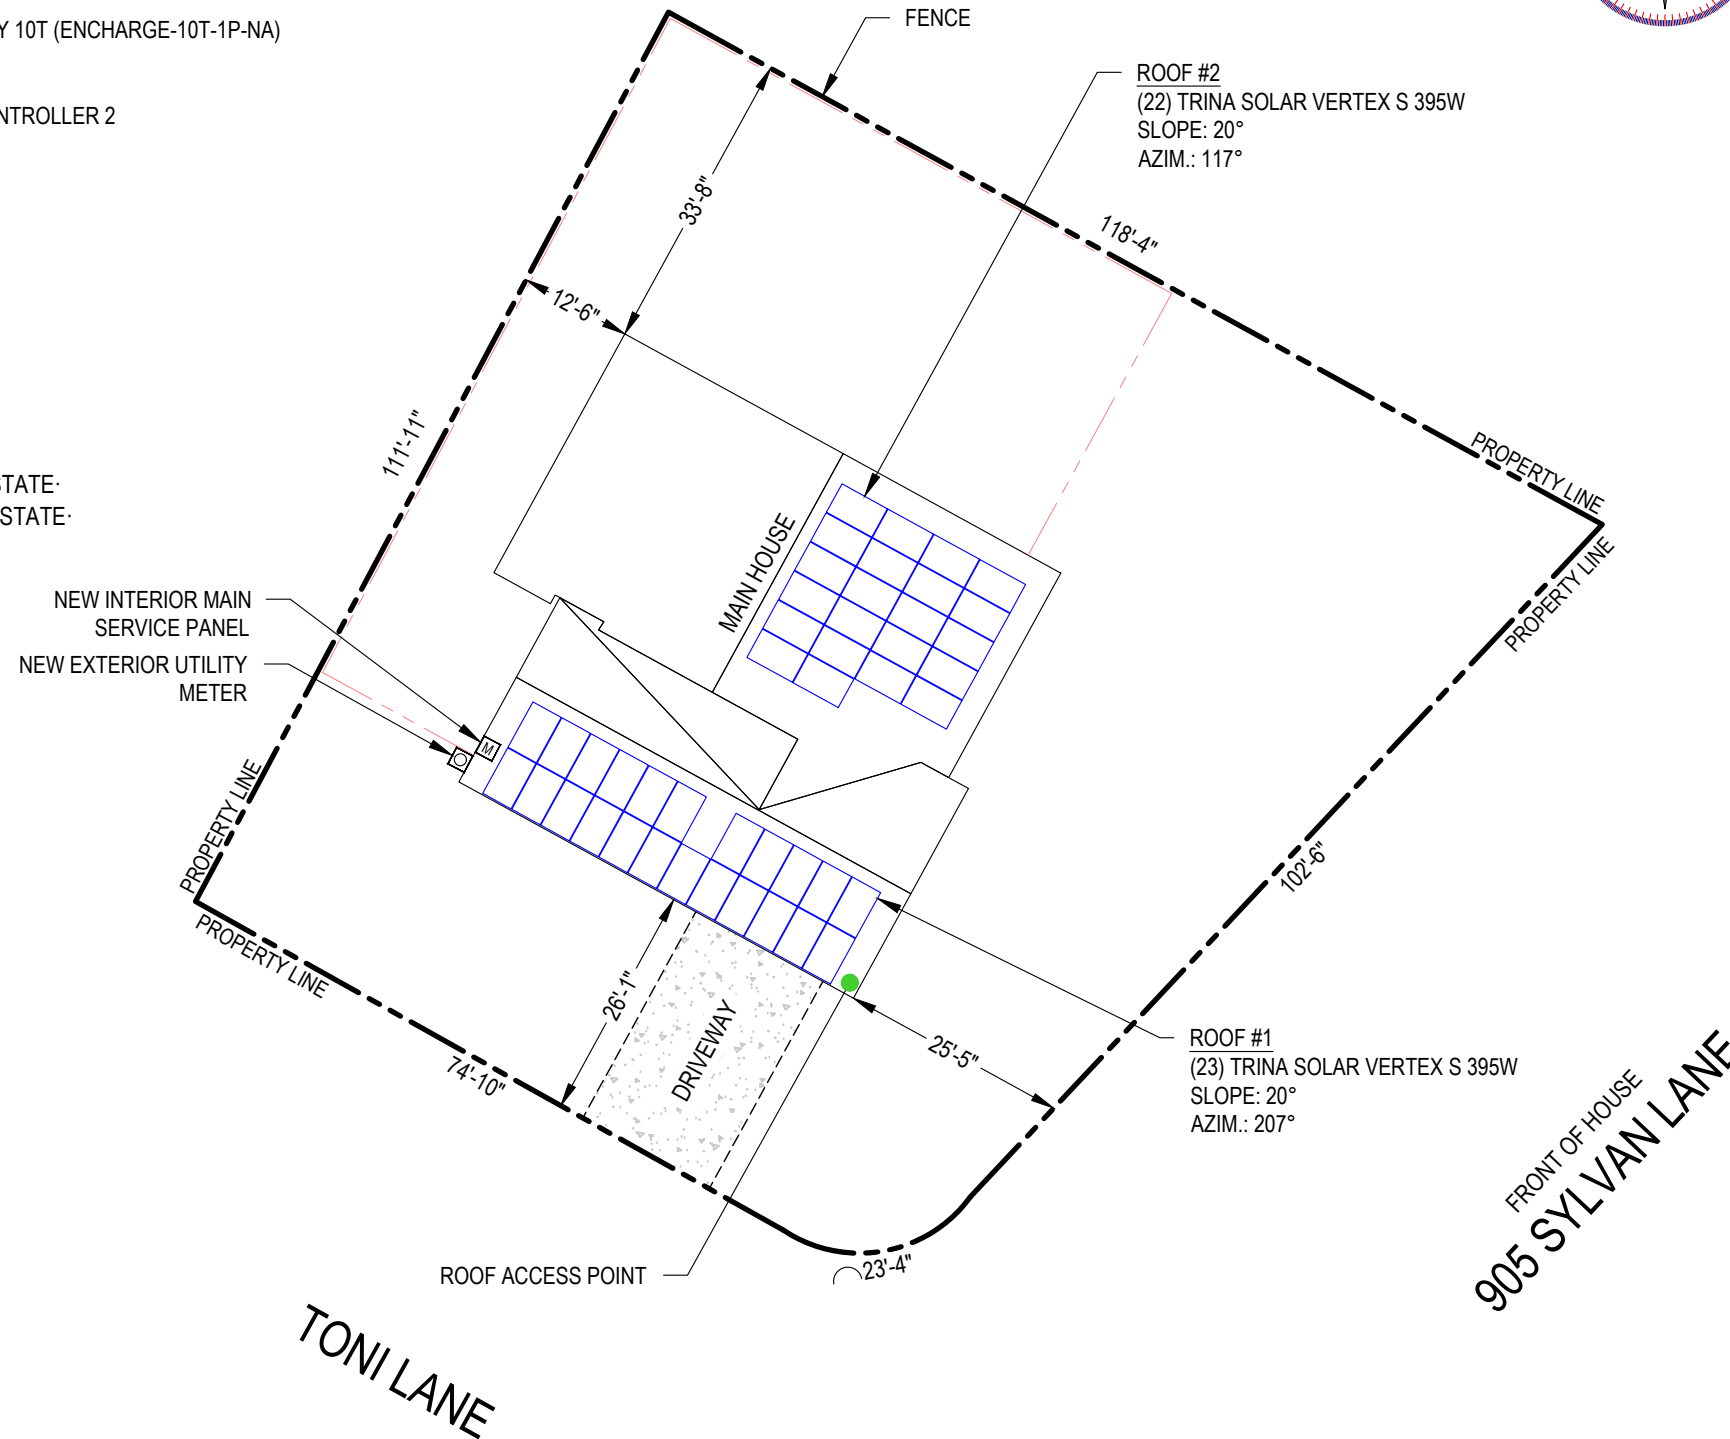 Y 10T (ENCHARGE-10T-1P-NA)
NTROLLER 2
FENCE
ROOF #2
(22) TRINA SOLAR VERTEX S 395W
SLOPE: 20°
AZIM.: 117°
33'-8"
118'-4"
12'-6"
111'-11"
PROPERTY LINE
PROPERTY LINE
STATE·
STATE·
MAIN HOUSE
NEW INTERIOR MAIN
SERVICE PANEL
NEW EXTERIOR UTILITY
METER
M
PROPERTY LINE
PROPERTY LINE
102'-6"
26'-1"
DRIVEWAY
25'-5"
74'-10"
ROOF #1
(23) TRINA SOLAR VERTEX S 395W
SLOPE: 20°
AZIM.: 207°
ROOF ACCESS POINT
23'-4"
FRONT OF HOUSE
905 SYLVAN LANE
TONI LANE